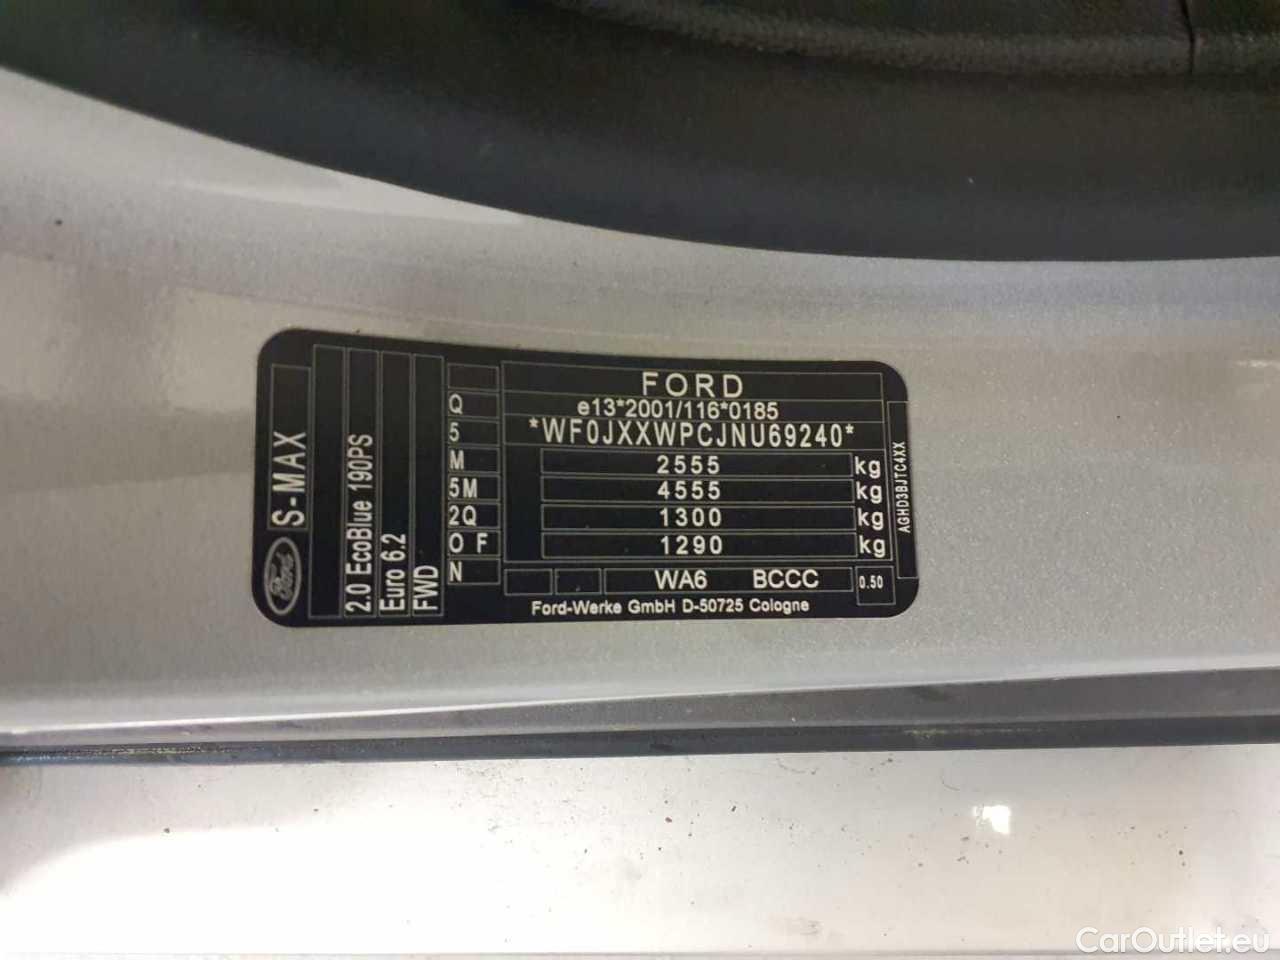 S-MAX
Ford
2.0 EcoBlue 190PS
Euro 6.2
FWD
Q
5
M
5M
2Q
O F
N
FORD
e13*2001/116*0185
*WF0JXXWPCJNU69240*
2555 kg
4555 kg
1300 kg
1290 kg
WA6 BCCC 0.50
Ford-Werke GmbH D-50725 Cologne
AGHD3BJTC4XX
CarOutlet.eu